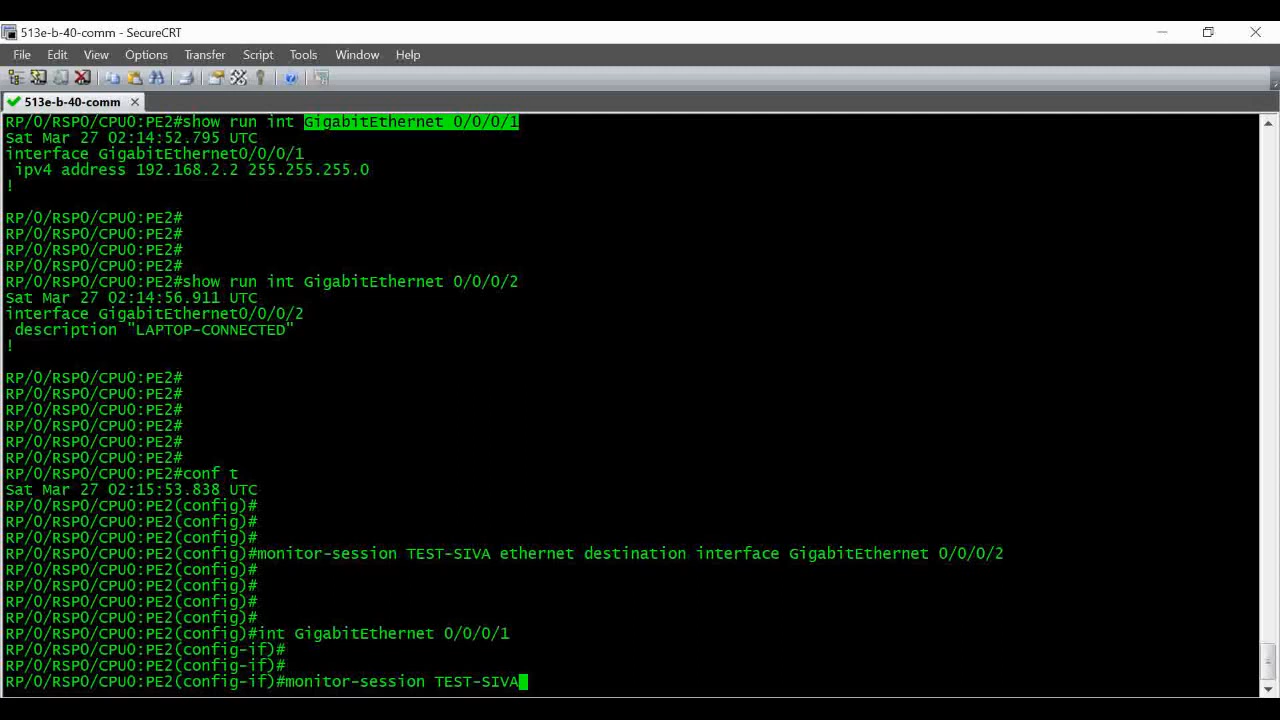 513e-b-40-comm - SecureCRT
File Edit View Options Transfer Script Tools Window Help
513e-b-40-comm
RP/0/RSP0/CPU0:PE2#show run int GigabitEthernet 0/0/0/1
Sat Mar 27 02:14:52.795 UTC
interface GigabitEthernet0/0/0/1
ipv4 address 192.168.2.2 255.255.255.0
!
RP/0/RSP0/CPU0:PE2#
RP/0/RSP0/CPU0:PE2#
RP/0/RSP0/CPU0:PE2#
RP/0/RSP0/CPU0:PE2#
RP/0/RSP0/CPU0:PE2#show run int GigabitEthernet 0/0/0/2
Sat Mar 27 02:14:56.911 UTC
interface GigabitEthernet0/0/0/2
description "LAPTOP-CONNECTED"
!
RP/0/RSP0/CPU0:PE2#
RP/0/RSP0/CPU0:PE2#
RP/0/RSP0/CPU0:PE2#
RP/0/RSP0/CPU0:PE2#
RP/0/RSP0/CPU0:PE2#
RP/0/RSP0/CPU0:PE2#
RP/0/RSP0/CPU0:PE2#conf t
Sat Mar 27 02:15:53.838 UTC
RP/0/RSP0/CPU0:PE2(config)#
RP/0/RSP0/CPU0:PE2(config)#
RP/0/RSP0/CPU0:PE2(config)#
RP/0/RSP0/CPU0:PE2(config)#monitor-session TEST-SIVA ethernet destination interface GigabitEthernet 0/0/0/2
RP/0/RSP0/CPU0:PE2(config)#
RP/0/RSP0/CPU0:PE2(config)#
RP/0/RSP0/CPU0:PE2(config)#
RP/0/RSP0/CPU0:PE2(config)#
RP/0/RSP0/CPU0:PE2(config)#int GigabitEthernet 0/0/0/1
RP/0/RSP0/CPU0:PE2(config-if)#
RP/0/RSP0/CPU0:PE2(config-if)#
RP/0/RSP0/CPU0:PE2(config-if)#monitor-session TEST-SIVA